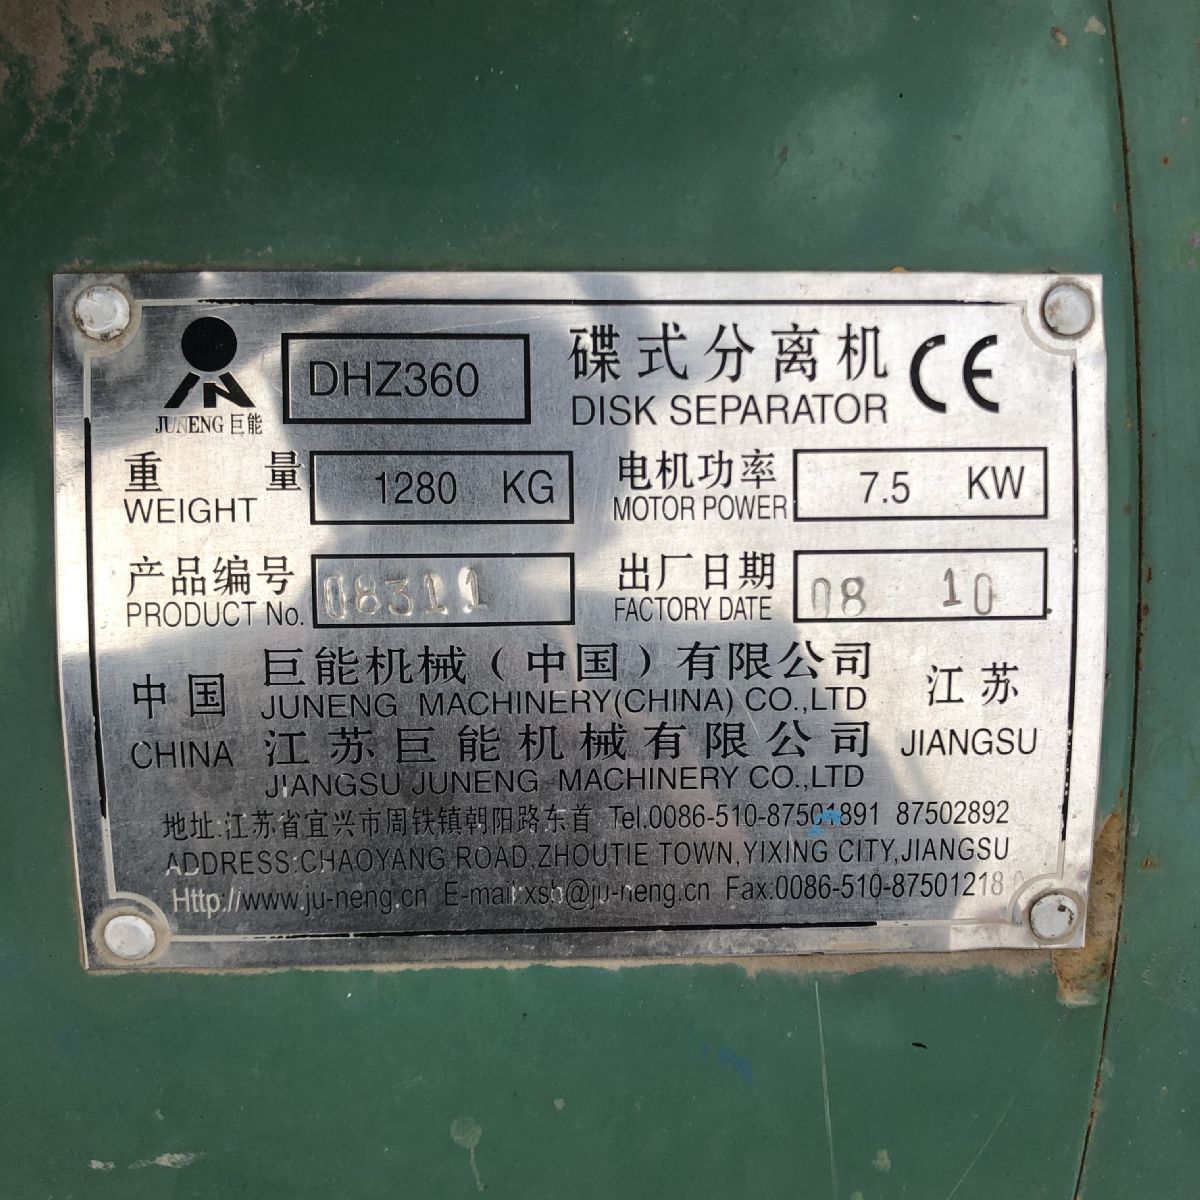 JUNENG 巨能
DHZ360 碟式分离机 CE
DISK SEPARATOR
重量 1280 KG 电机功率 7.5 KW
WEIGHT MOTOR POWER
产品编号 08311 出厂日期 08 10
PRODUCT No. FACTORY DATE
中国 巨能机械(中国)有限公司 江苏
JUNENG MACHINERY(CHINA) CO.,LTD
CHINA 江苏巨能机械有限公司 JIANGSU
JIANGSU JUNENG MACHINERY CO.,LTD
地址:江苏省宜兴市周铁镇朝阳路东首 Tel.0086-510-87501891 87502892
ADDRESS:CHAOYANG ROAD,ZHOUTIE TOWN,YIXING CITY,JIANGSU
Http://www.ju-neng.cn E-mail:xsb@ju-neng.cn Fax.0086-510-87501218